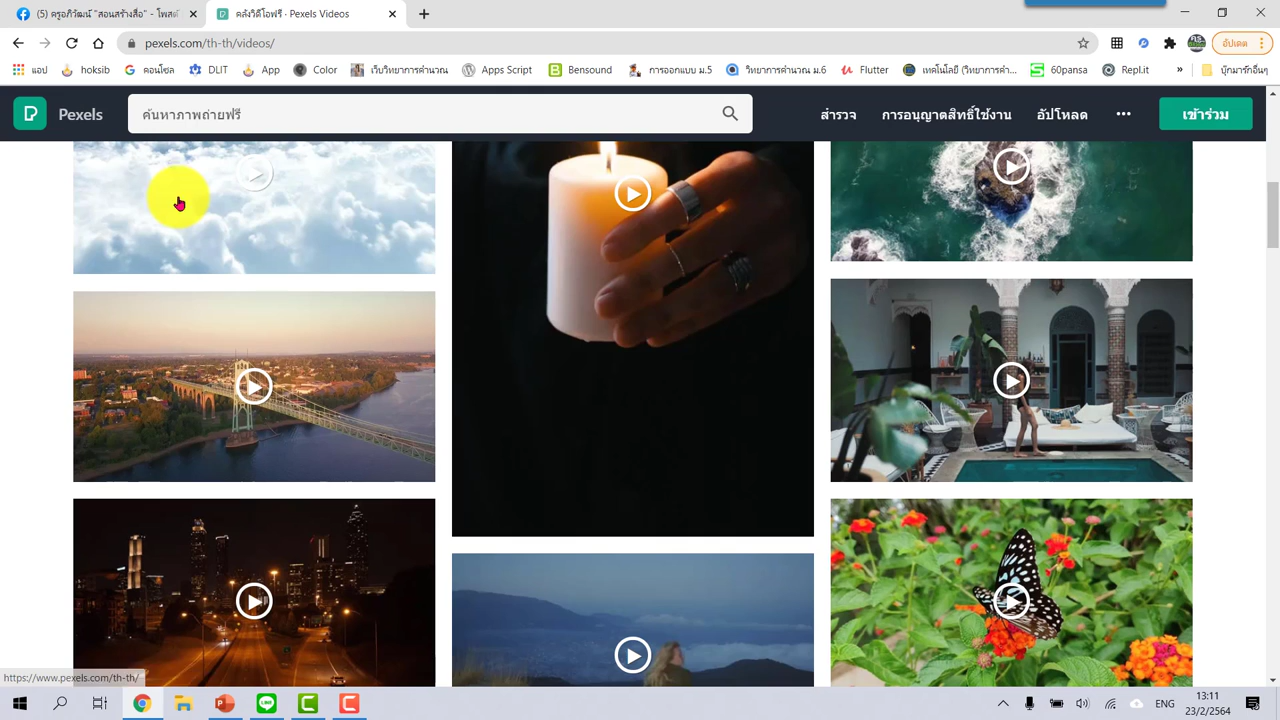 (5) ครูอภิวัฒน์ "สอนสร้างสื่อ" โพสต์
คลังวิดีโอฟรี · Pexels Videos
pexels.com/th-th/videos/
อัปเดต
แอป
hoksib
คอนโซล
DLIT
App
Color
เว็บวิทยาการคำนวณ
Apps Script
Bensound
การออกแบบ ม.5
วิทยาการคำนวณ ม.6
Flutter
เทคโนโลยี (วิทยาการคำ...
60pansa
Repl.it
»
บุ๊กมาร์กอื่นๆ
Pexels
ค้นหาภาพถ่ายฟรี
สำรวจ
การอนุญาตสิทธิ์ใช้งาน
อัปโหลด
เข้าร่วม
https://www.pexels.com/th-th/
ENG
13:11
23/2/2564